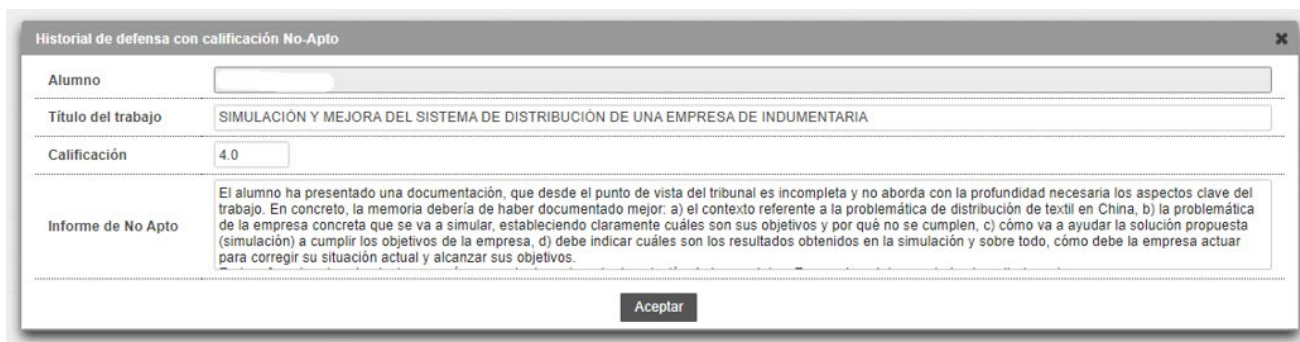 Historial de defensa con calificación No-Apto
Alumno
Título del trabajo
SIMULACIÓN Y MEJORA DEL SISTEMA DE DISTRIBUCIÓN DE UNA EMPRESA DE INDUMENTARIA
Calificación
4.0
Informe de No Apto
El alumno ha presentado una documentación, que desde el punto de vista del tribunal es incompleta y no aborda con la profundidad necesaria los aspectos clave del
trabajo. En concreto, la memoria debería de haber documentado mejor: a) el contexto referente a la problemática de distribución de textil en China, b) la problemática
de la empresa concreta que se va a simular, estableciendo claramente cuáles son sus objetivos y por qué no se cumplen, c) cómo va a ayudar la solución propuesta
(simulación) a cumplir los objetivos de la empresa, d) debe indicar cuáles son los resultados obtenidos en la simulación y sobre todo, cómo debe la empresa actuar
para corregir su situación actual y alcanzar sus objetivos.
Aceptar